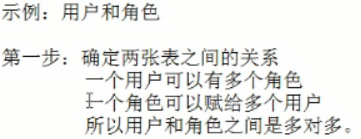 示例：用户和角色
第一步：确定两张表之间的关系
一个用户可以有多个角色
一个角色可以赋给多个用户
所以用户和角色之间是多对多。